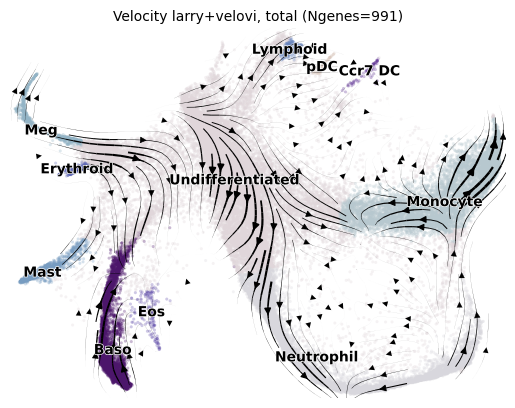 Velocity larry+velovi, total (Ngenes=991)
Lymphoid
pDC
Ccr7 DC
Meg
Erythroid
Undifferentiated
Monocyte
Mast
Eos
Baso
Neutrophil